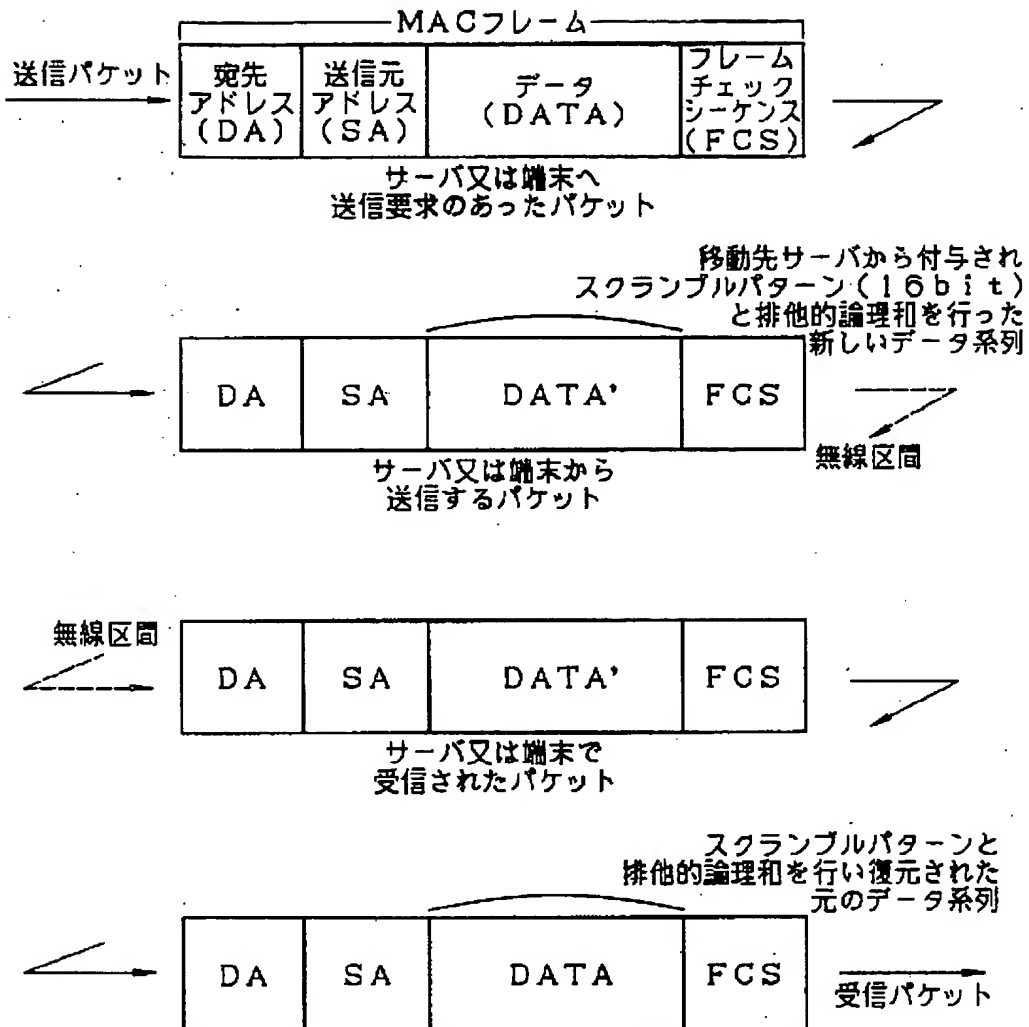 MACフレーム
送信パケット
宛先
アドレス
(DA)
送信元
アドレス
(SA)
データ
(DATA)
フレーム
チェック
シーケンス
(FCS)
サーバ又は端末へ
送信要求のあったパケット
移動先サーバから付与され
スクランブルパターン(16bit)
と排他的論理和を行った
新しいデータ系列
DA
SA
DATA'
FCS
無線区間
サーバ又は端末から
送信するパケット
無線区間
DA
SA
DATA'
FCS
サーバ又は端末で
受信されたパケット
スクランブルパターンと
排他的論理和を行い復元された
元のデータ系列
DA
SA
DATA
FCS
受信パケット